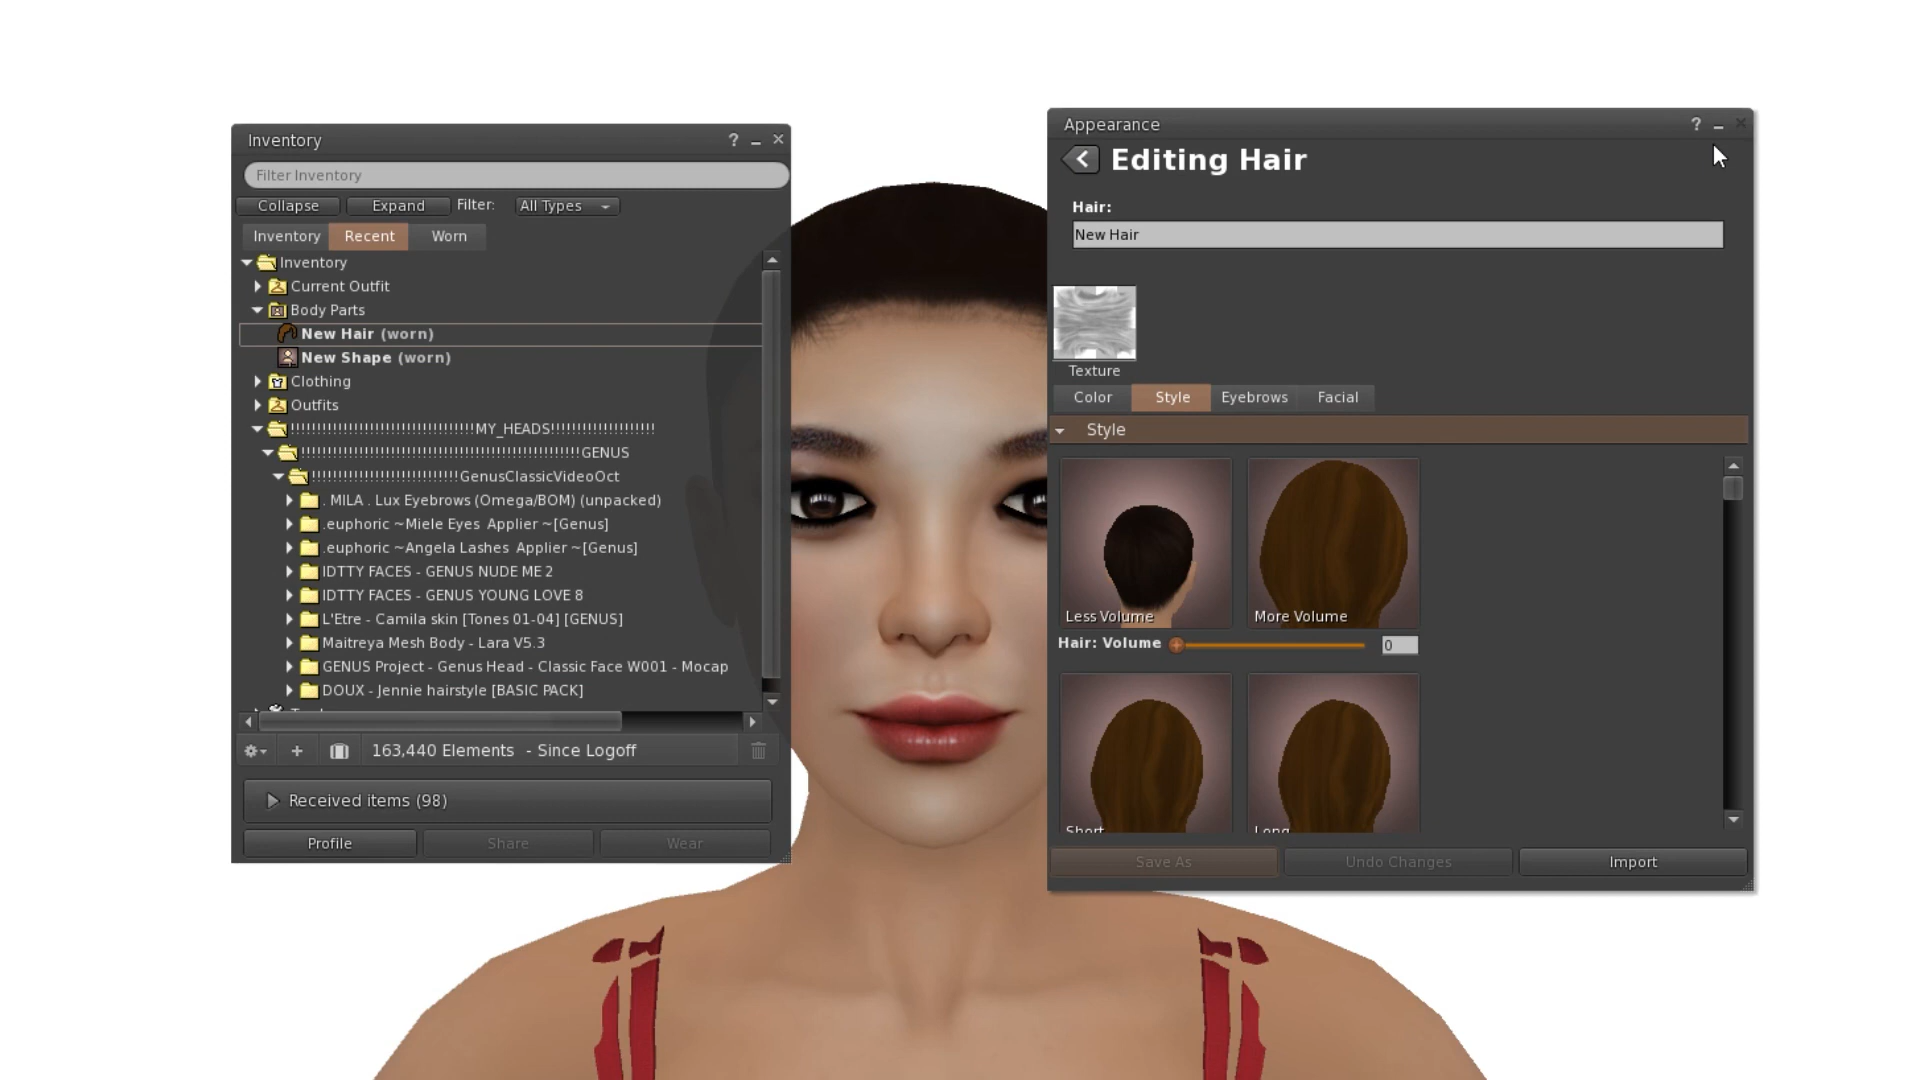 Inventory
Filter Inventory
Collapse Expand Filter: All Types
Inventory Recent Worn
Inventory
Current Outfit
Body Parts
New Hair (worn)
New Shape (worn)
Clothing
Outfits
!!!!!!!!!!!!!!!!!!!!!!!!!!!!!!!!!!!MY_HEADS!!!!!!!!!!!!!!!!!!!!
!!!!!!!!!!!!!!!!!!!!!!!!!!!!!!!!!!!!!!!!!!!!!!!!!!!!!GENUS
!!!!!!!!!!!!!!!!!!!!!!!!!!!!GenusClassicVideoOct
. MILA . Lux Eyebrows (Omega/BOM) (unpacked)
.euphoric ~Miele Eyes Applier ~[Genus]
.euphoric ~Angela Lashes Applier ~[Genus]
IDTTY FACES - GENUS NUDE ME 2
IDTTY FACES - GENUS YOUNG LOVE 8
L'Etre - Camila skin [Tones 01-04] [GENUS]
Maitreya Mesh Body - Lara V5.3
GENUS Project - Genus Head - Classic Face W001 - Mocap
DOUX - Jennie hairstyle [BASIC PACK]
163,440 Elements - Since Logoff
Received items (98)
Profile Share Wear
Appearance
Editing Hair
Hair:
New Hair
Texture
Color Style Eyebrows Facial
Style
Less Volume More Volume
Hair: Volume 0
Short Long
Save As Undo Changes Import